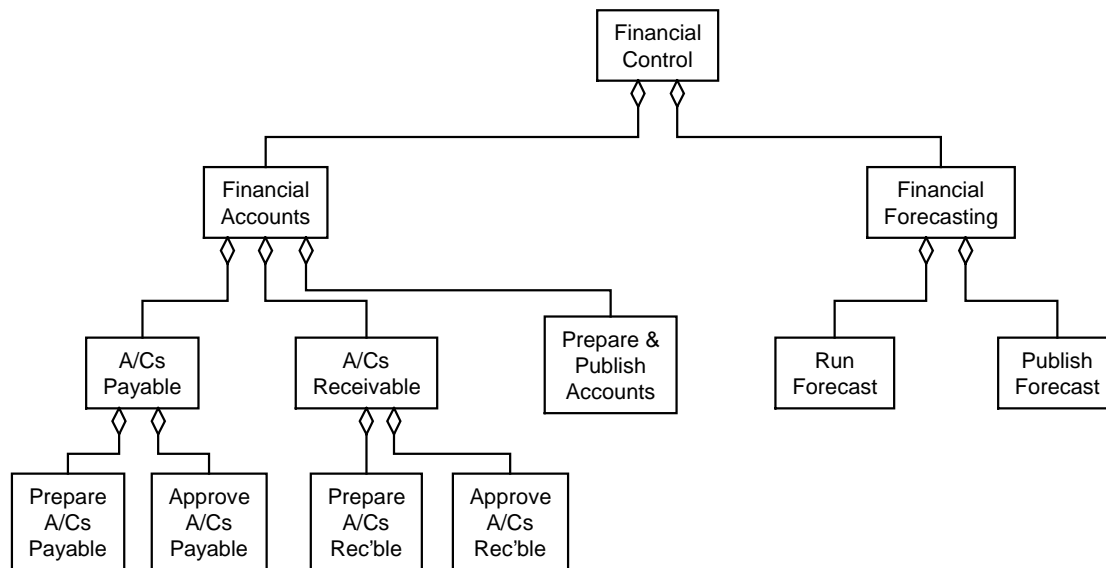 Financial
Control
Financial
Accounts
Financial
Forecasting
A/Cs
Payable
A/Cs
Receivable
Prepare &
Publish
Accounts
Run
Forecast
Publish
Forecast
Prepare
A/Cs
Payable
Approve
A/Cs
Payable
Prepare
A/Cs
Rec'ble
Approve
A/Cs
Rec'ble